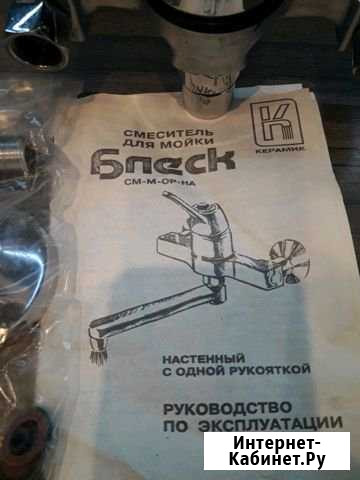 СМЕСИТЕЛЬ
ДЛЯ МОЙКИ
Блеск
СМ-М-ОР-НА
К
КЕРАМИК
НАСТЕННЫЙ
С ОДНОЙ РУКОЯТКОЙ
РУКОВОДСТВО
ПО ЭКСПЛУАТАЦИИ
Интернет-
Кабинет.Ру